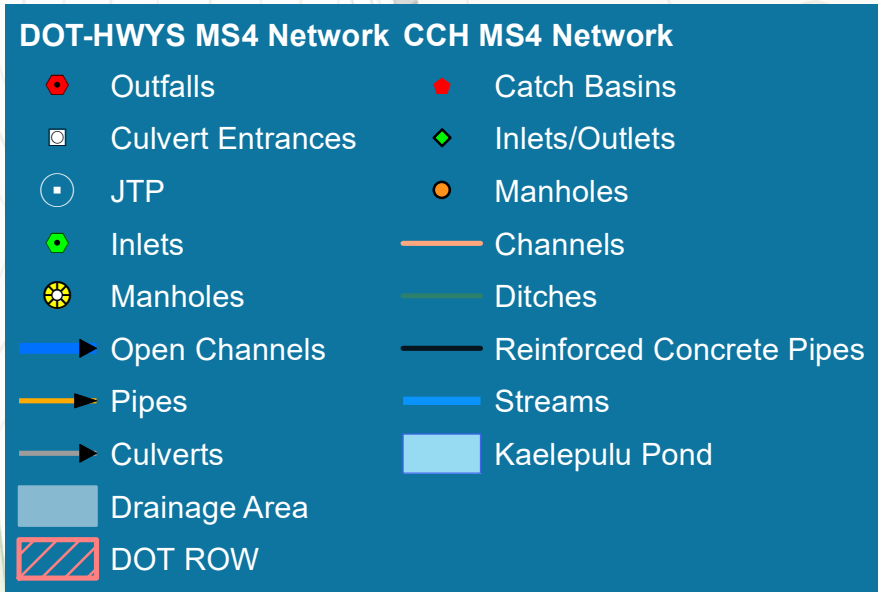 DOT-HWYS MS4 Network
Outfalls
Culvert Entrances
JTP
Inlets
Manholes
Open Channels
Pipes
Culverts
Drainage Area
DOT ROW
CCH MS4 Network
Catch Basins
Inlets/Outlets
Manholes
Channels
Ditches
Reinforced Concrete Pipes
Streams
Kaelepulu Pond